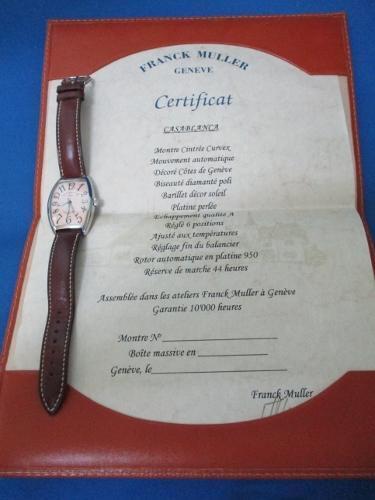 FRANCK MULLER
GENEVE
Certificat
CASABLANCA
Montre Cintrée Curvex
Mouvement automatique
Décoré Côtes de Genève
Biseauté diamanté poli
Barillet décor soleil
Platine perlée
Echappement qualité A
Réglé 6 positions
Ajusté aux températures
Réglage fin du balancier
Rotor automatique en platine 950
Réserve de marche 44 heures
Assemblée dans les ateliers Franck Muller à Genève
Garantie 10'000 heures
Montre No
Boîte massive en
Genève, le
Franck Muller